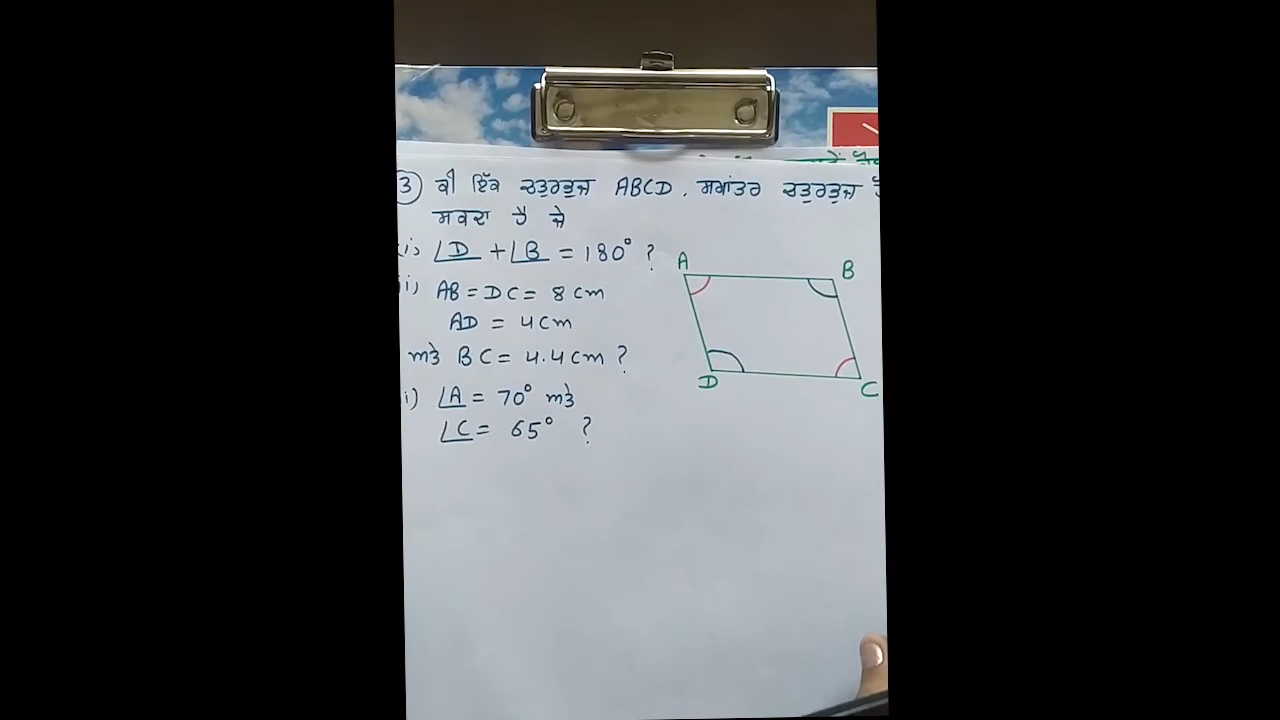 3 ਕੀ ਇੱਕ ਚਤੁਰਭੁਜ ABCD, ਸਮਾਂਤਰ ਚਤੁਰਭੁਜ
ਸਕਦਾ ਹੈ ਜੇ
(i) ∠D + ∠B = 180° ?
ii) AB = DC = 8 cm
AD = 4 cm
ਅਤੇ BC = 4.4 cm ?
i) ∠A = 70° ਅਤੇ
∠C = 65° ?
A B
D C